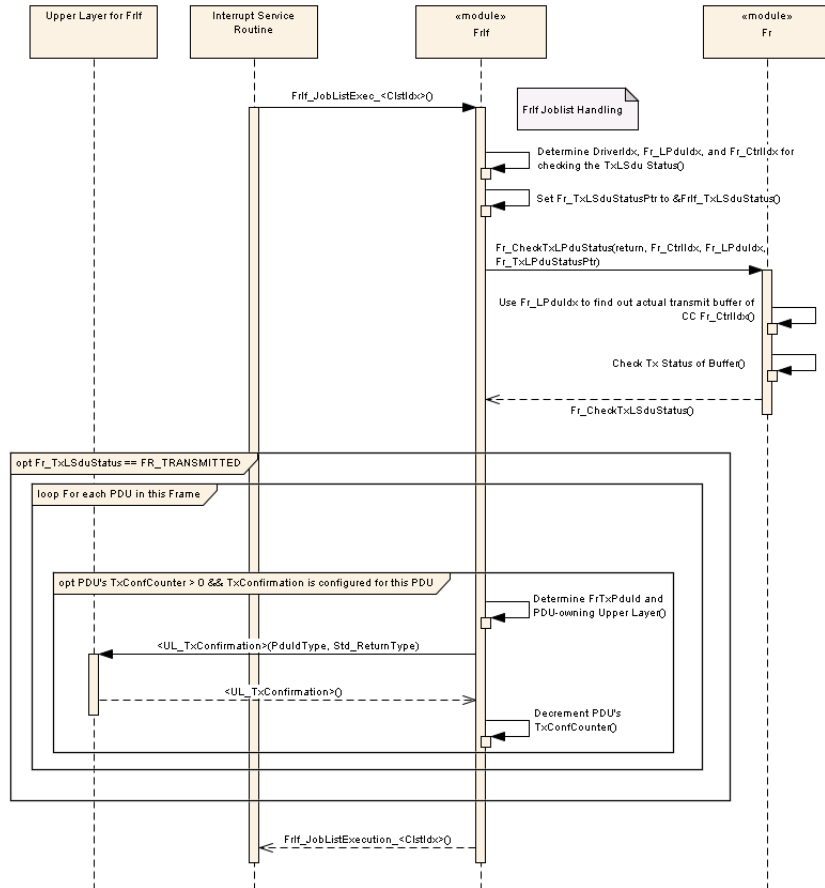 Upper Layer for FrIf
Interrupt Service
Routine
«module»
FrIf
«module»
Fr
FrIf_JobListExec_<ClstIdx>()
FrIf Joblist Handling
Determine DriverIdx, Fr_LPduIdx, and Fr_CtrlIdx for
checking the TxLSdu Status()
Set Fr_TxLSduStatusPtr to &FrIf_TxLSduStatus()
Fr_CheckTxLPduStatus(return, Fr_CtrlIdx, Fr_LPduIdx,
Fr_TxLPduStatusPtr)
Use Fr_LPduIdx to find out actual transmit buffer of
CC Fr_CtrlIdx()
Check Tx Status of Buffer()
Fr_CheckTxLSduStatus()
opt Fr_TxLSduStatus == FR_TRANSMITTED
loop For each PDU in this Frame
opt PDU's TxConfCounter > 0 && TxConfirmation is configured for this PDU
Determine FrTxPduId and
PDU-owning Upper Layer()
<UL_TxConfirmation>(PduIdType, Std_ReturnType)
<UL_TxConfirmation>()
Decrement PDU's
TxConfCounter()
FrIf_JobListExecution_<ClstIdx>()